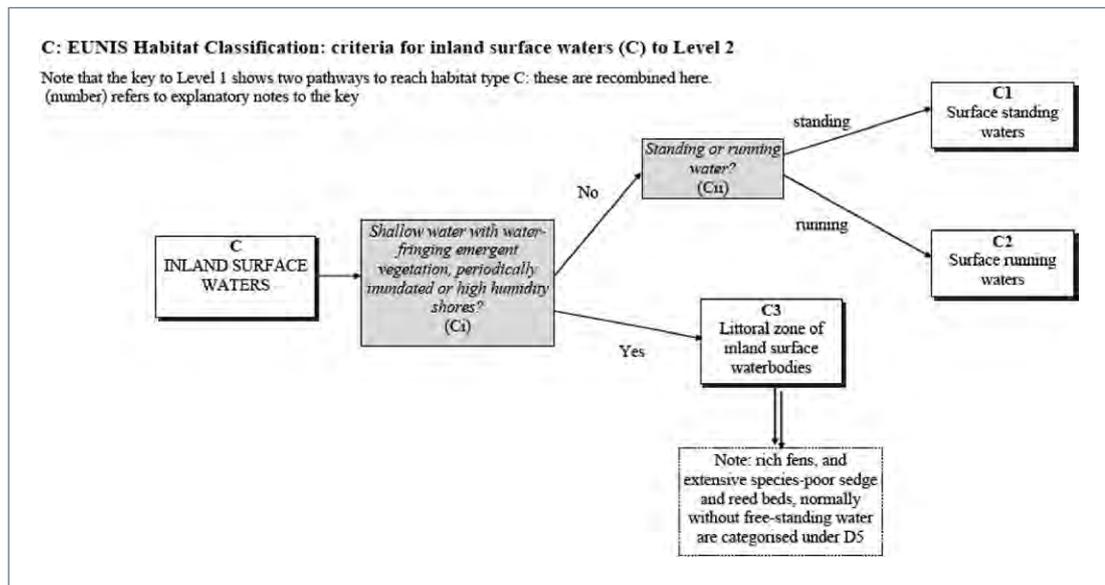 C: EUNIS Habitat Classification: criteria for inland surface waters (C) to Level 2
Note that the key to Level 1 shows two pathways to reach habitat type C: these are recombined here.
(number) refers to explanatory notes to the key
C
INLAND SURFACE
WATERS
Shallow water with water-
fringing emergent
vegetation, periodically
inundated or high humidity
shores?
(Ci)
No
Standing or running
water?
(Cii)
standing
C1
Surface standing
waters
running
C2
Surface running
waters
Yes
C3
Littoral zone of
inland surface
waterbodies
Note: rich fens, and
extensive species-poor sedge
and reed beds, normally
without free-standing water
are categorised under D5